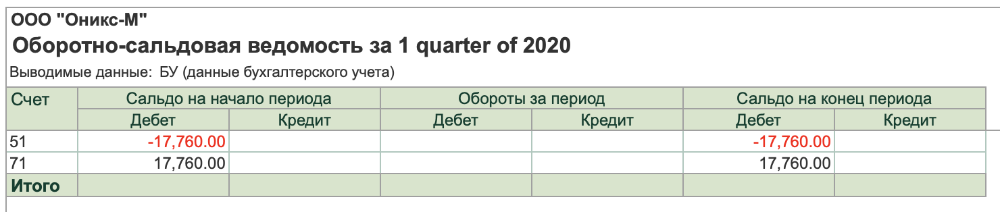 ООО "Оникс-М"
Оборотно-сальдовая ведомость за 1 quarter of 2020
Выводимые данные: БУ (данные бухгалтерского учета)
Счет Сальдо на начало периода Обороты за период Сальдо на конец периода
Дебет Кредит Дебет Кредит Дебет Кредит
51 -17,760.00 -17,760.00
71 17,760.00 17,760.00
Итого